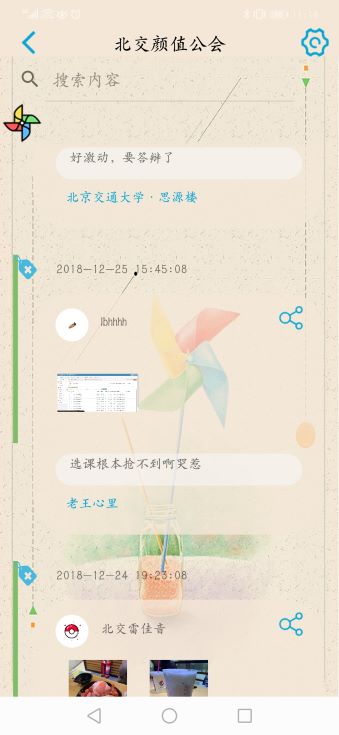 北交颜值公会
搜索内容
好激动，要答辩了
北京交通大学·思源楼
2018-12-25 15:45:08
lbhhhh
选课根本抢不到啊哭惹
老王心里
2018-12-24 19:23:08
北交雷佳音